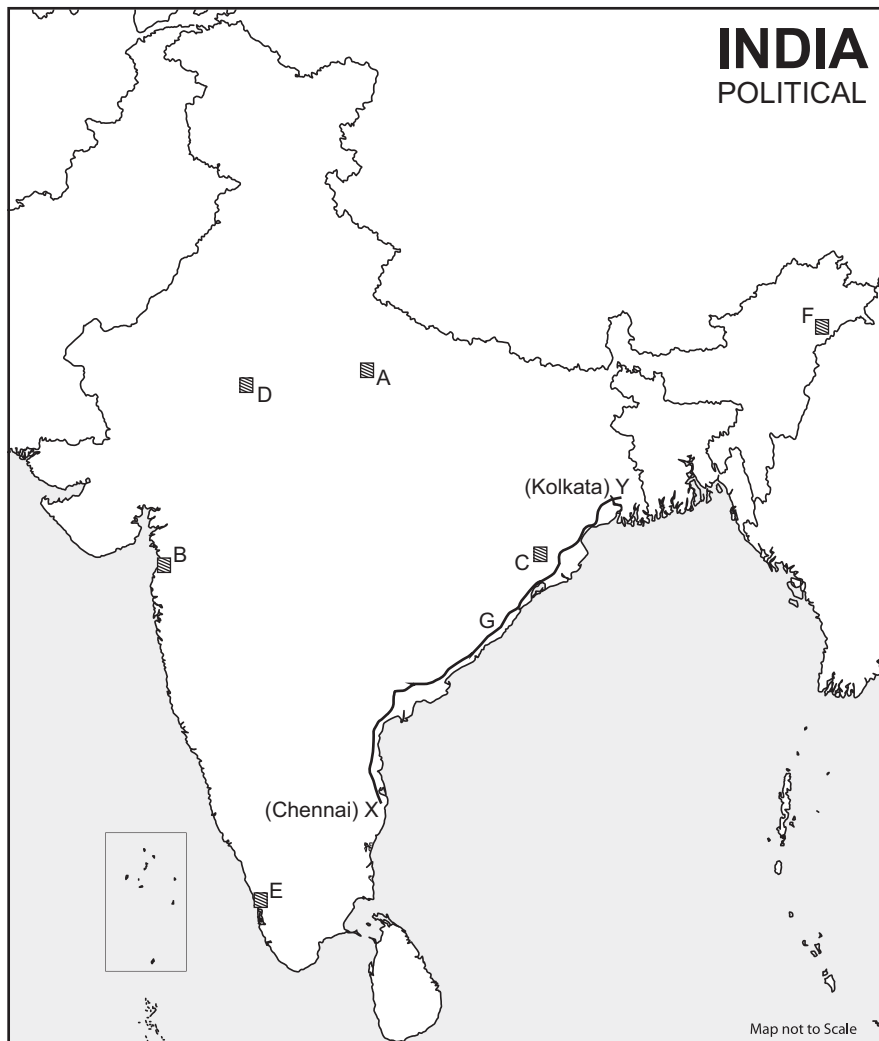 INDIA
POLITICAL
F
A
D
(Kolkata) Y
B
C
G
(Chennai) X
E
Map not to Scale